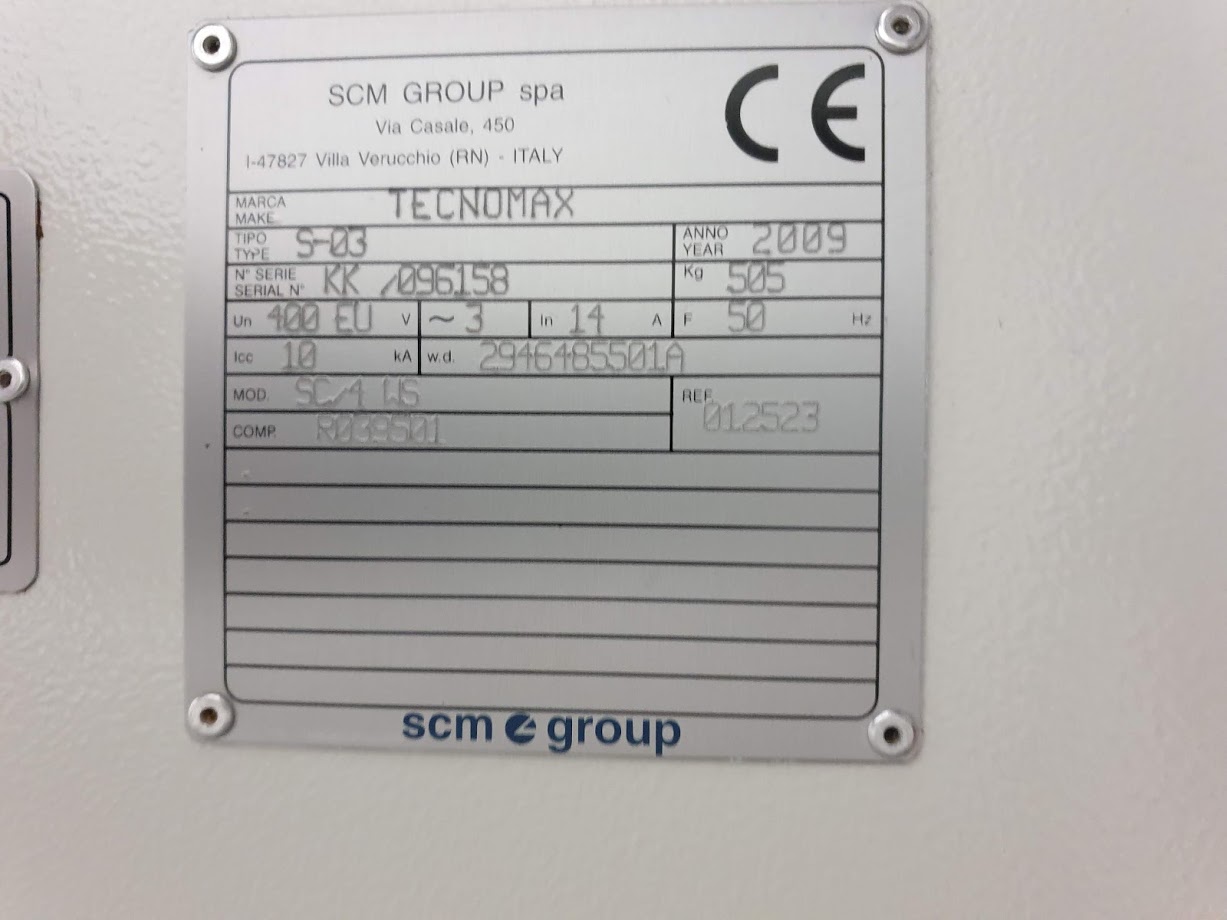 SCM GROUP spa
Via Casale, 450
I-47827 Villa Verucchio (RN) - ITALY
CE
MARCA
MAKE
TECNOMAX
TIPO
TYPE
S-03
ANNO
YEAR
2009
N° SERIE
SERIAL N°
KK /096158
Kg 505
Un 400 EU V ~ 3 In 14 A F 50 Hz
Icc 10 kA w.d. 2946485501A
MOD. SC/4 WS
REF. 012523
COMP. R039601
scm group